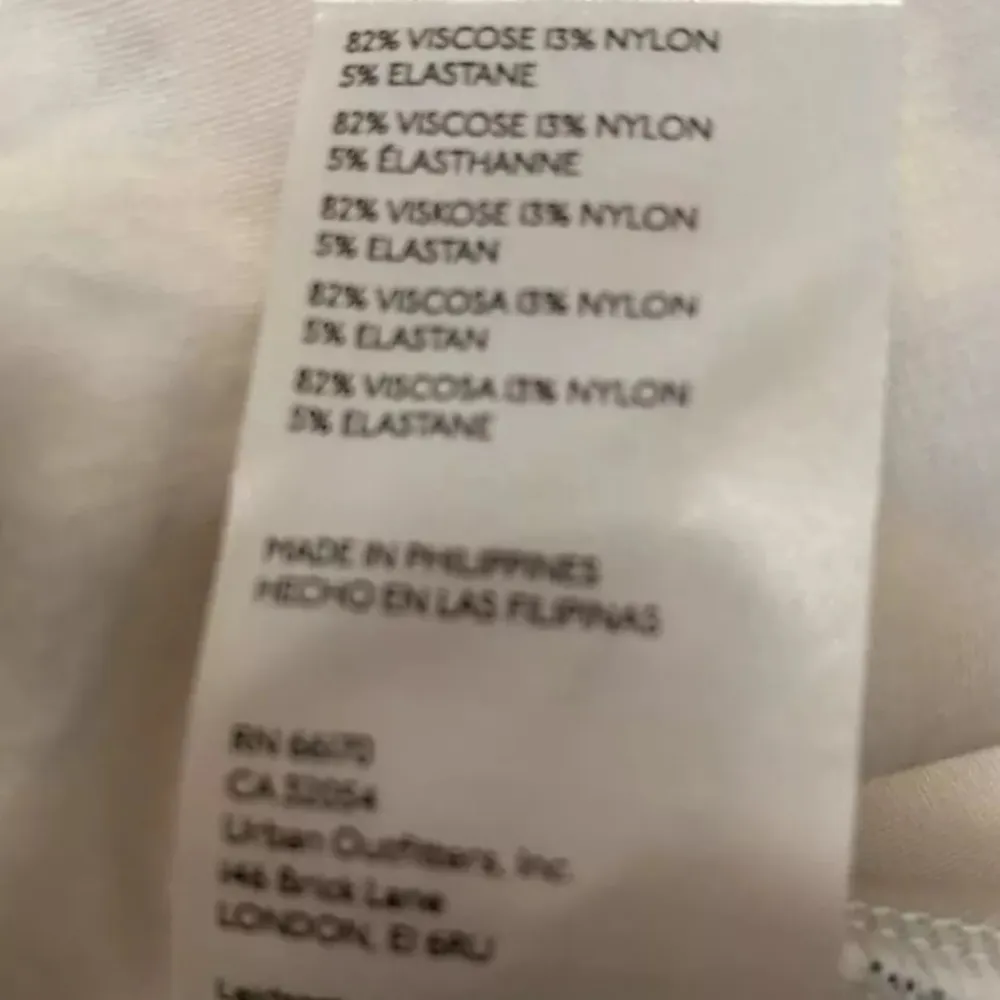 82% VISCOSE 13% NYLON
5% ELASTANE
82% VISCOSE 13% NYLON
5% ÉLASTHANNE
82% VISKOSE 13% NYLON
5% ELASTAN
82% VISCOSA 13% NYLON
5% ELASTAN
82% VISCOSA 13% NYLON
5% ELASTANE
MADE IN PHILIPPINES
HECHO EN LAS FILIPINAS
RN 66170
CA 32054
Urban Outfitters, Inc.
146 Brick Lane
LONDON, E1 6RU